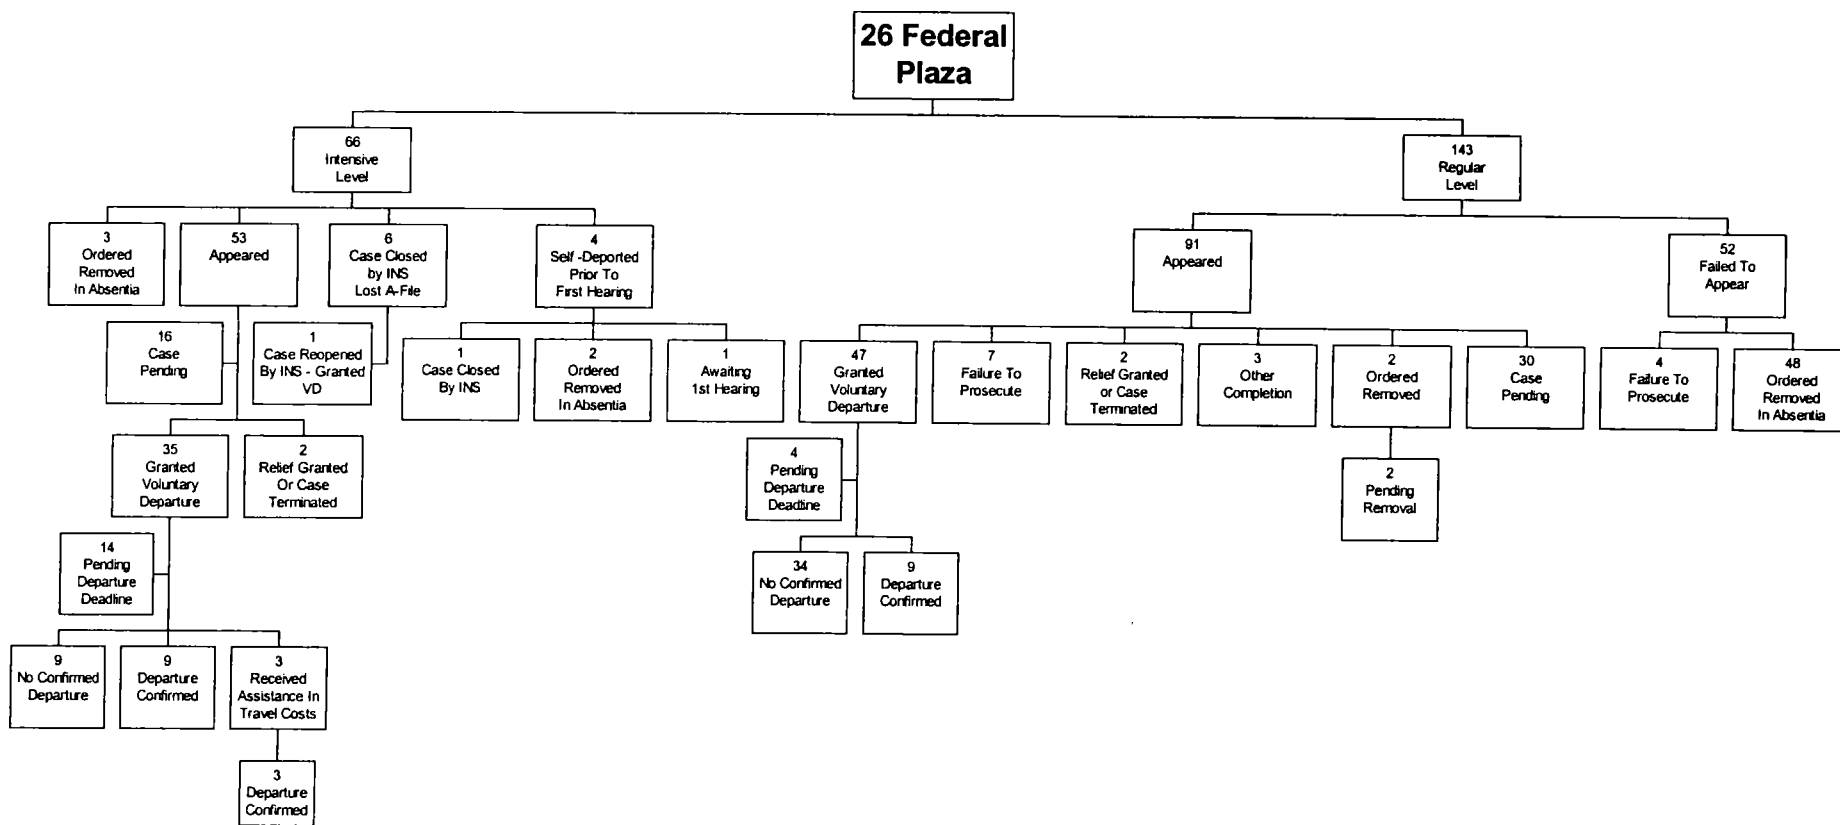 26 Federal
Plaza
66
Intensive
Level
143
Regular
Level
3
Ordered
Removed
In Absentia
53
Appeared
6
Case Closed
by INS
Lost A-File
4
Self -Deported
Prior To
First Hearing
91
Appeared
52
Failed To
Appear
16
Case
Pending
1
Case Reopened
By INS - Granted
VD
1
Case Closed
By INS
2
Ordered
Removed
In Absentia
1
Awaiting
1st Hearing
47
Granted
Voluntary
Departure
7
Failure To
Prosecute
2
Relief Granted
or Case
Terminated
3
Other
Completion
2
Ordered
Removed
30
Case
Pending
4
Failure To
Prosecute
48
Ordered
Removed
In Absentia
35
Granted
Voluntary
Departure
2
Relief Granted
Or Case
Terminated
4
Pending
Departure
Deadline
2
Pending
Removal
14
Pending
Departure
Deadline
34
No Confirmed
Departure
9
Departure
Confirmed
9
No Confirmed
Departure
9
Departure
Confirmed
3
Received
Assistance In
Travel Costs
3
Departure
Confirmed